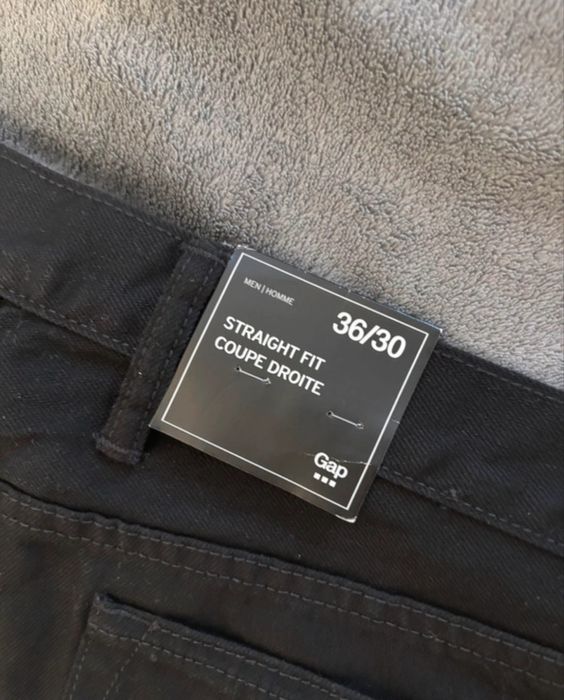 MEN | HOMME
36/30
STRAIGHT FIT
COUPE DROITE
Gap